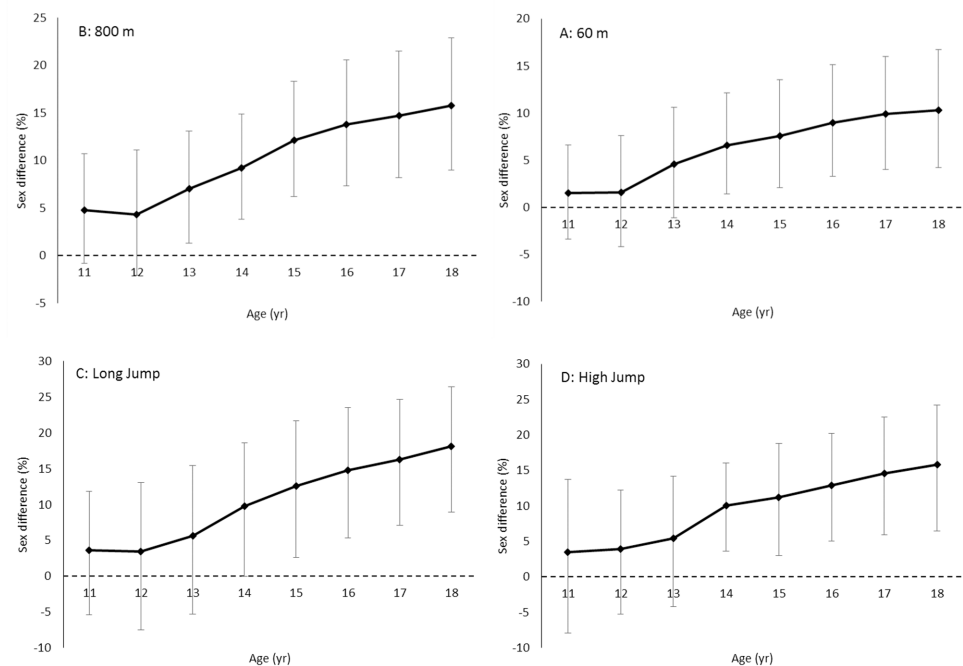 B: 800 m
25
20
15
10
5
0
-5
Sex difference (%)
11 12 13 14 15 16 17 18
Age (yr)
A: 60 m
20
15
10
5
0
-5
-10
Sex difference (%)
11 12 13 14 15 16 17 18
Age (yr)
C: Long Jump
30
25
20
15
10
5
0
-5
-10
Sex difference (%)
11 12 13 14 15 16 17 18
Age (yr)
D: High Jump
30
25
20
15
10
5
0
-5
-10
Sex difference (%)
11 12 13 14 15 16 17 18
Age (yr)